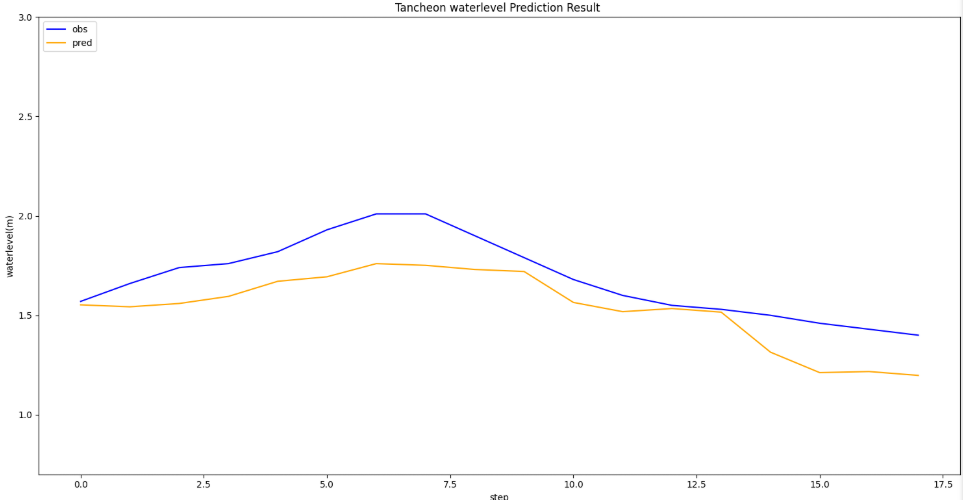 Tancheon waterlevel Prediction Result
3.0
obs
pred
2.5
2.0
waterlevel(m)
1.5
1.0
0.0 2.5 5.0 7.5 10.0 12.5 15.0 17.5
step